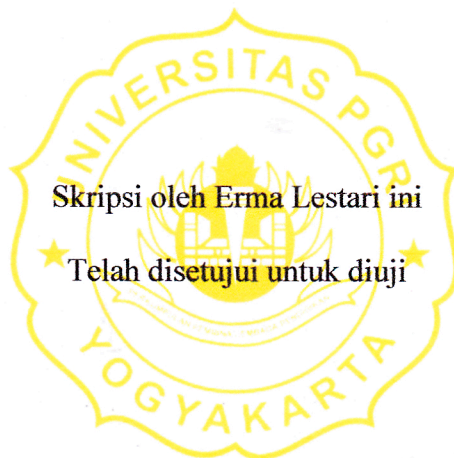 UNIVERSITAS PGRI
Skripsi oleh Erma Lestari ini
Telah disetujui untuk diuji
YOGYAKARTA